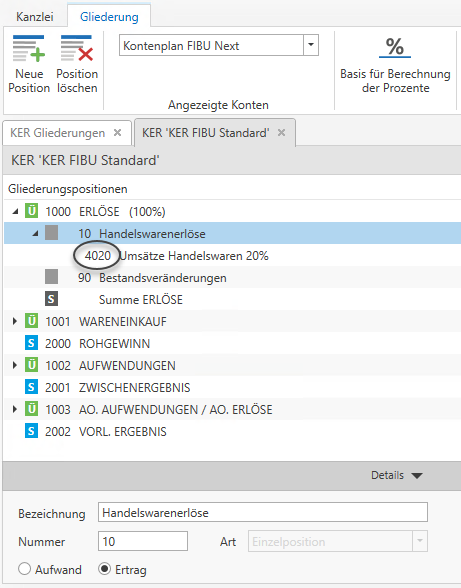 Kanzlei Gliederung
Neue Position
Position löschen
Kontenplan FIBU Next
Angezeigte Konten
%
Basis für Berechnung der Prozente
KER Gliederungen × KER 'KER FIBU Standard' ×
KER 'KER FIBU Standard'
Gliederungspositionen
Ü 1000 ERLÖSE (100%)
10 Handelswarenerlöse
4020 Umsätze Handelswaren 20%
90 Bestandsveränderungen
S Summe ERLÖSE
Ü 1001 WARENEINKAUF
S 2000 ROHGEWINN
Ü 1002 AUFWENDUNGEN
S 2001 ZWISCHENERGEBNIS
Ü 1003 AO. AUFWENDUNGEN / AO. ERLÖSE
S 2002 VORL. ERGEBNIS
Details
Bezeichnung Handelswarenerlöse
Nummer 10 Art Einzelposition
Aufwand Ertrag